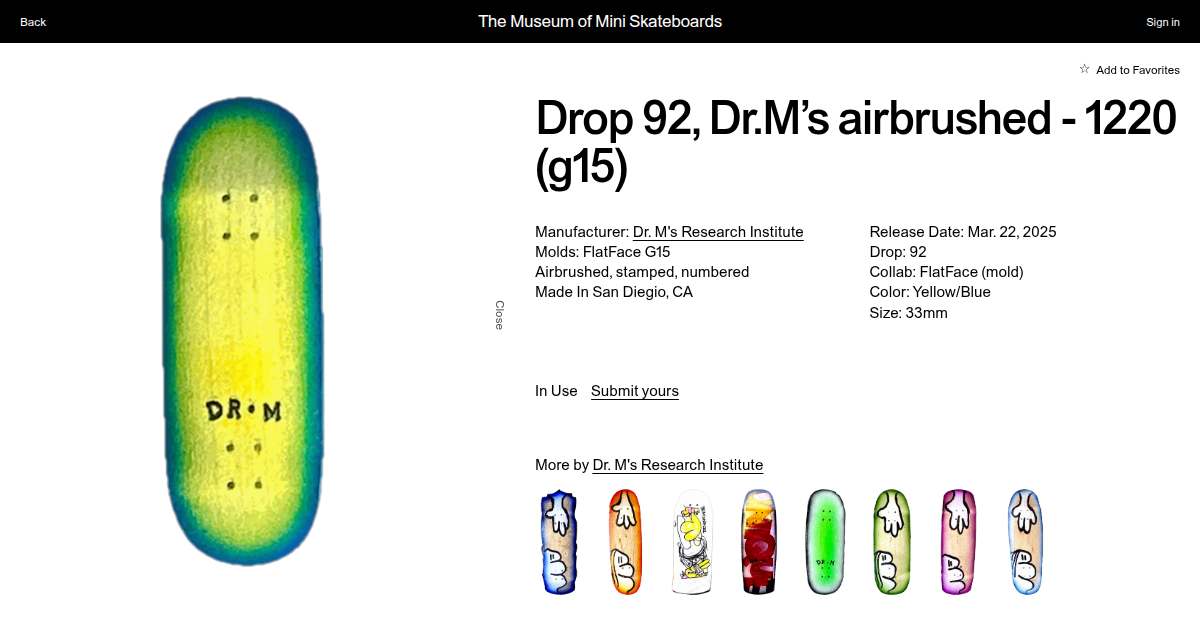 Back
The Museum of Mini Skateboards
Sign in
☆ Add to Favorites
Drop 92, Dr.M’s airbrushed - 1220
(g15)
Manufacturer: Dr. M's Research Institute
Molds: FlatFace G15
Airbrushed, stamped, numbered
Made In San Diegio, CA
Release Date: Mar. 22, 2025
Drop: 92
Collab: FlatFace (mold)
Color: Yellow/Blue
Size: 33mm
Close
DR•M
In Use Submit yours
More by Dr. M's Research Institute
DR•M